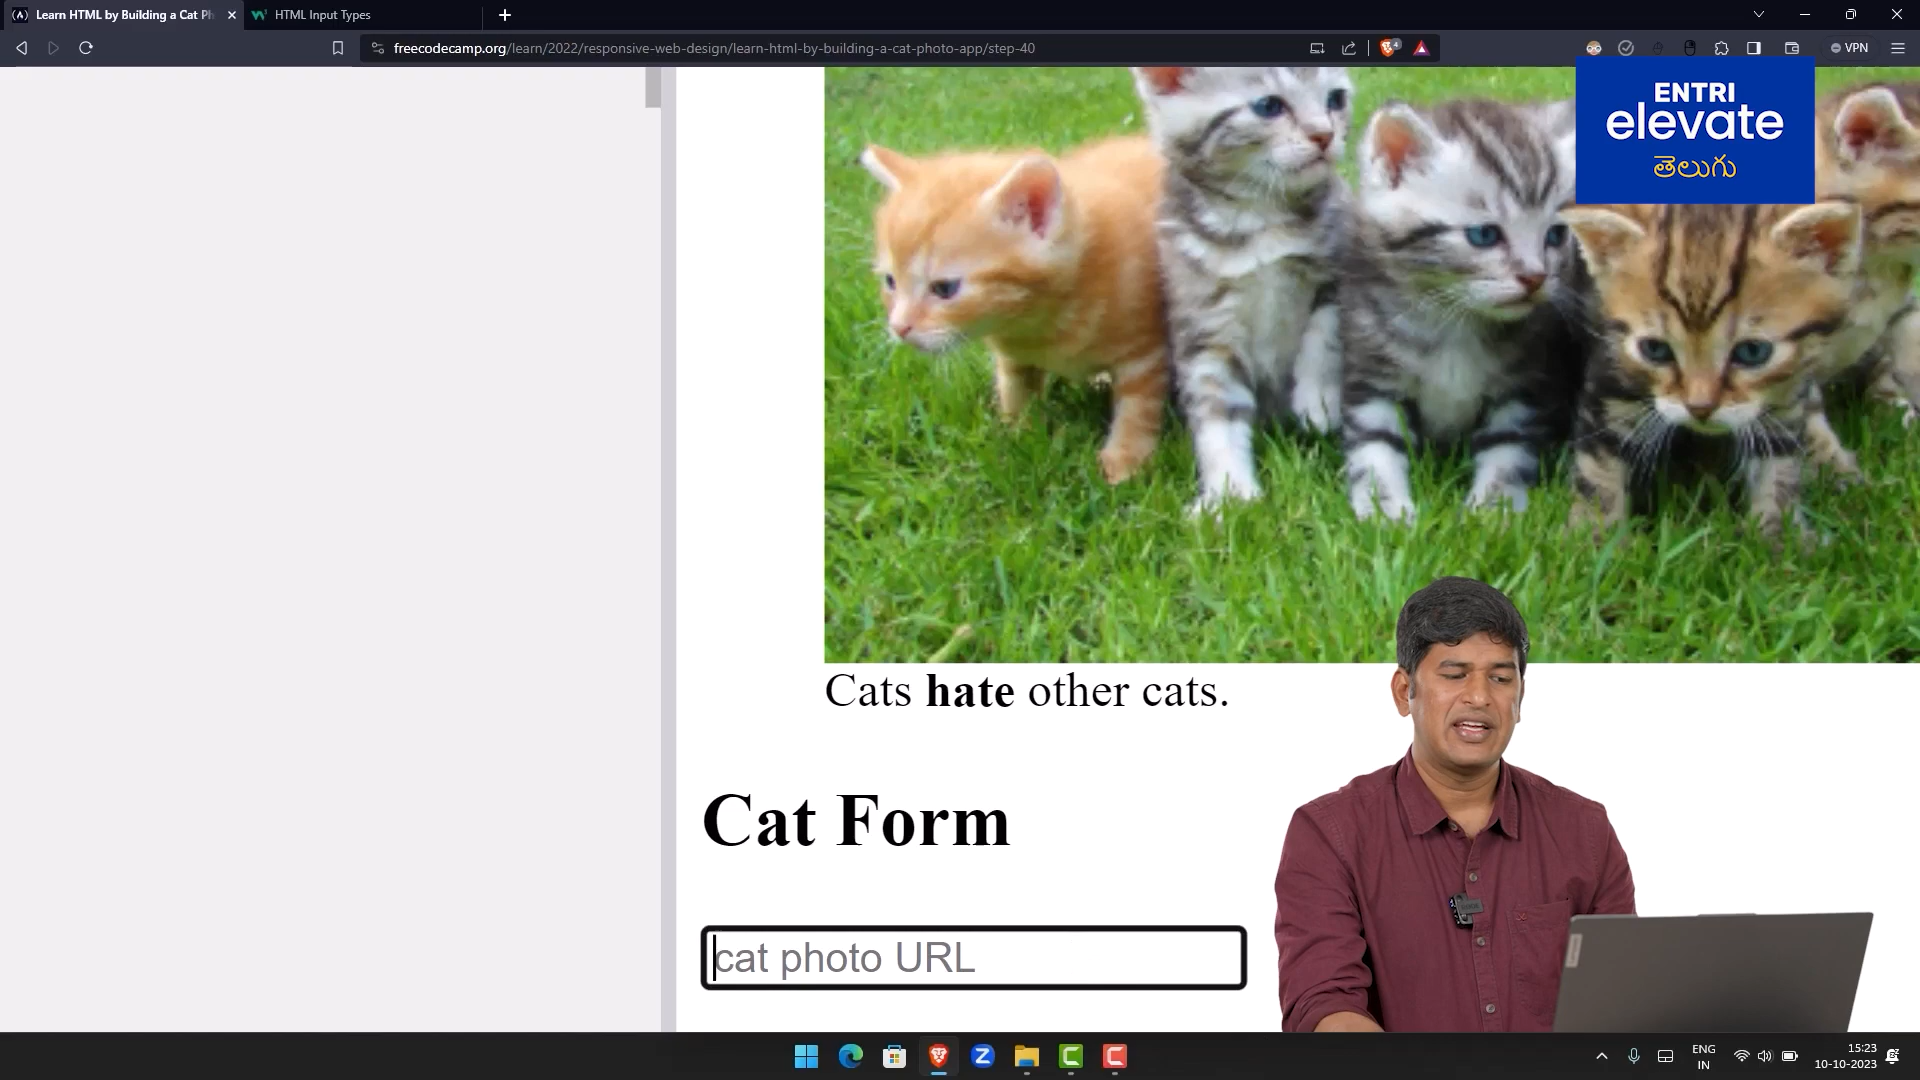 Learn HTML by Building a Cat Ph
HTML Input Types
freecodecamp.org/learn/2022/responsive-web-design/learn-html-by-building-a-cat-photo-app/step-40
4
VPN
ENTRI
elevate
తెలుగు
Cats hate other cats.
Cat Form
cat photo URL
ENG
IN
15:23
10-10-2023